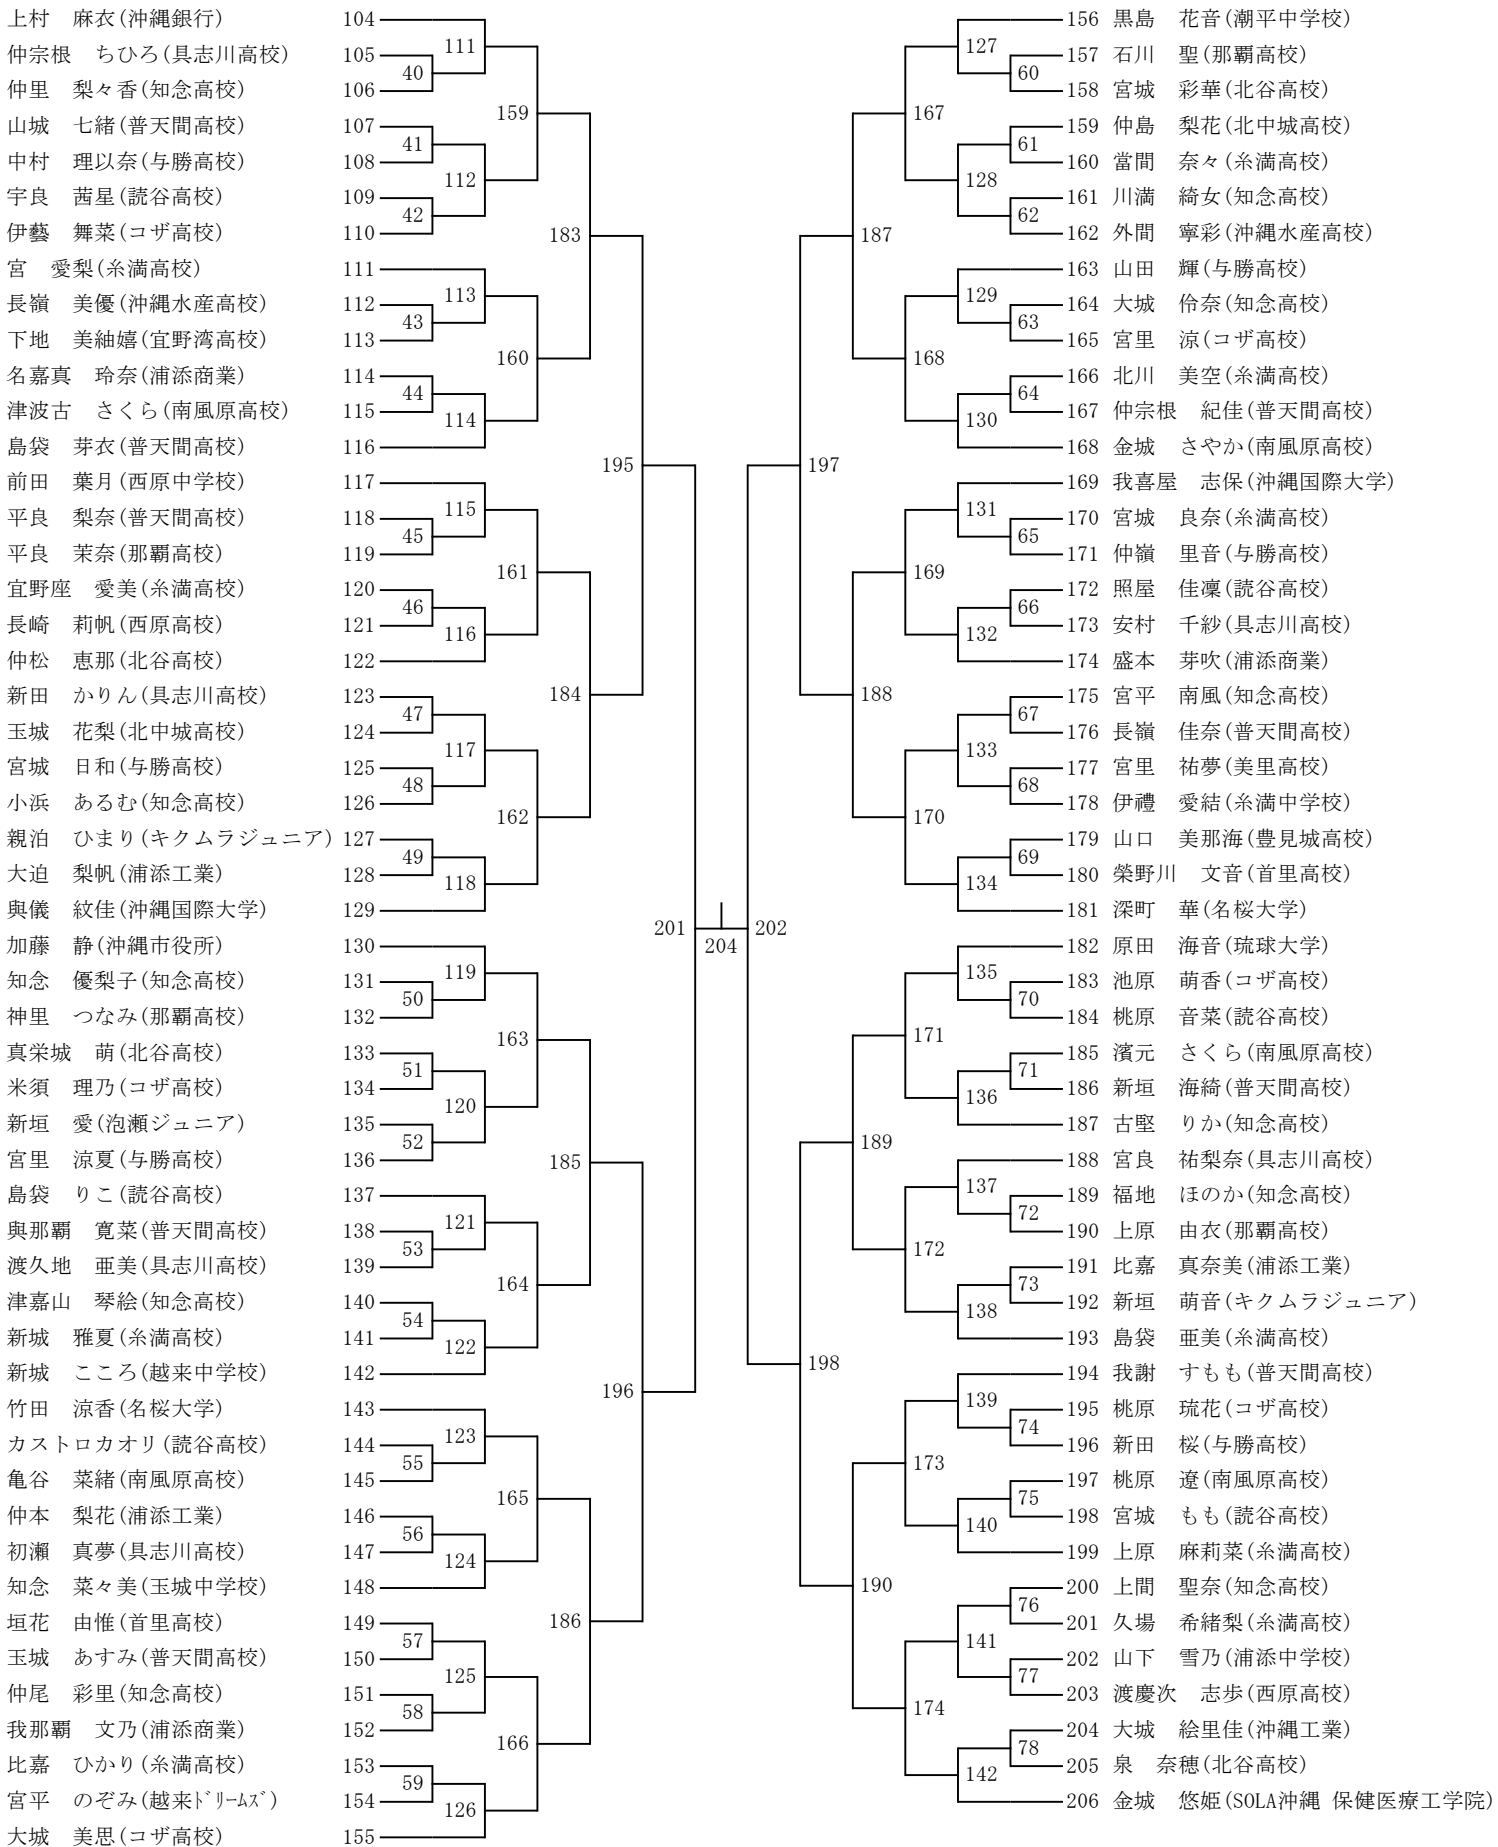 上村　麻衣(沖縄銀行) 104
仲宗根　ちひろ(具志川高校) 105
仲里　梨々香(知念高校) 106
山城　七緒(普天間高校) 107
中村　理以奈(与勝高校) 108
宇良　茜星(読谷高校) 109
伊藝　舞菜(コザ高校) 110
宮　愛梨(糸満高校) 111
長嶺　美優(沖縄水産高校) 112
下地　美紬嬉(宜野湾高校) 113
名嘉真　玲奈(浦添商業) 114
津波古　さくら(南風原高校) 115
島袋　芽衣(普天間高校) 116
前田　葉月(西原中学校) 117
平良　梨奈(普天間高校) 118
平良　茉奈(那覇高校) 119
宜野座　愛美(糸満高校) 120
長崎　莉帆(西原高校) 121
仲松　恵那(北谷高校) 122
新田　かりん(具志川高校) 123
玉城　花梨(北中城高校) 124
宮城　日和(与勝高校) 125
小浜　あるむ(知念高校) 126
親泊　ひまり(キクムラジュニア) 127
大迫　梨帆(浦添工業) 128
與儀　紋佳(沖縄国際大学) 129
加藤　静(沖縄市役所) 130
知念　優梨子(知念高校) 131
神里　つなみ(那覇高校) 132
真栄城　萌(北谷高校) 133
米須　理乃(コザ高校) 134
新垣　愛(泡瀬ジュニア) 135
宮里　涼夏(与勝高校) 136
島袋　りこ(読谷高校) 137
與那覇　寛菜(普天間高校) 138
渡久地　亜美(具志川高校) 139
津嘉山　琴絵(知念高校) 140
新城　雅夏(糸満高校) 141
新城　こころ(越来中学校) 142
竹田　涼香(名桜大学) 143
カストロカオリ(読谷高校) 144
亀谷　菜緒(南風原高校) 145
仲本　梨花(浦添工業) 146
初瀬　真夢(具志川高校) 147
知念　菜々美(玉城中学校) 148
垣花　由惟(首里高校) 149
玉城　あすみ(普天間高校) 150
仲尾　彩里(知念高校) 151
我那覇　文乃(浦添商業) 152
比嘉　ひかり(糸満高校) 153
宮平　のぞみ(越来ﾄﾞﾘｰﾑｽﾞ) 154
大城　美思(コザ高校) 155
40
41
42
43
44
45
46
47
48
49
50
51
52
53
54
55
56
57
58
59
111
112
113
114
115
116
117
118
119
120
121
122
123
124
125
126
159
160
161
162
163
164
165
166
183
184
185
186
195
196
201
204
202
197
198
187
188
189
190
167
168
169
170
171
172
173
174
127
128
129
130
131
132
133
134
135
136
137
138
139
140
141
142
60
61
62
63
64
65
66
67
68
69
70
71
72
73
74
75
76
77
78
156 黒島　花音(潮平中学校)
157 石川　聖(那覇高校)
158 宮城　彩華(北谷高校)
159 仲島　梨花(北中城高校)
160 當間　奈々(糸満高校)
161 川満　綺女(知念高校)
162 外間　寧彩(沖縄水産高校)
163 山田　輝(与勝高校)
164 大城　伶奈(知念高校)
165 宮里　涼(コザ高校)
166 北川　美空(糸満高校)
167 仲宗根　紀佳(普天間高校)
168 金城　さやか(南風原高校)
169 我喜屋　志保(沖縄国際大学)
170 宮城　良奈(糸満高校)
171 仲嶺　里音(与勝高校)
172 照屋　佳凜(読谷高校)
173 安村　千紗(具志川高校)
174 盛本　芽吹(浦添商業)
175 宮平　南風(知念高校)
176 長嶺　佳奈(普天間高校)
177 宮里　祐夢(美里高校)
178 伊禮　愛結(糸満中学校)
179 山口　美那海(豊見城高校)
180 榮野川　文音(首里高校)
181 深町　華(名桜大学)
182 原田　海音(琉球大学)
183 池原　萌香(コザ高校)
184 桃原　音菜(読谷高校)
185 濱元　さくら(南風原高校)
186 新垣　海綺(普天間高校)
187 古堅　りか(知念高校)
188 宮良　祐梨奈(具志川高校)
189 福地　ほのか(知念高校)
190 上原　由衣(那覇高校)
191 比嘉　真奈美(浦添工業)
192 新垣　萌音(キクムラジュニア)
193 島袋　亜美(糸満高校)
194 我謝　すもも(普天間高校)
195 桃原　琉花(コザ高校)
196 新田　桜(与勝高校)
197 桃原　遼(南風原高校)
198 宮城　もも(読谷高校)
199 上原　麻莉菜(糸満高校)
200 上間　聖奈(知念高校)
201 久場　希緒梨(糸満高校)
202 山下　雪乃(浦添中学校)
203 渡慶次　志歩(西原高校)
204 大城　絵里佳(沖縄工業)
205 泉　奈穂(北谷高校)
206 金城　悠姫(SOLA沖縄 保健医療工学院)